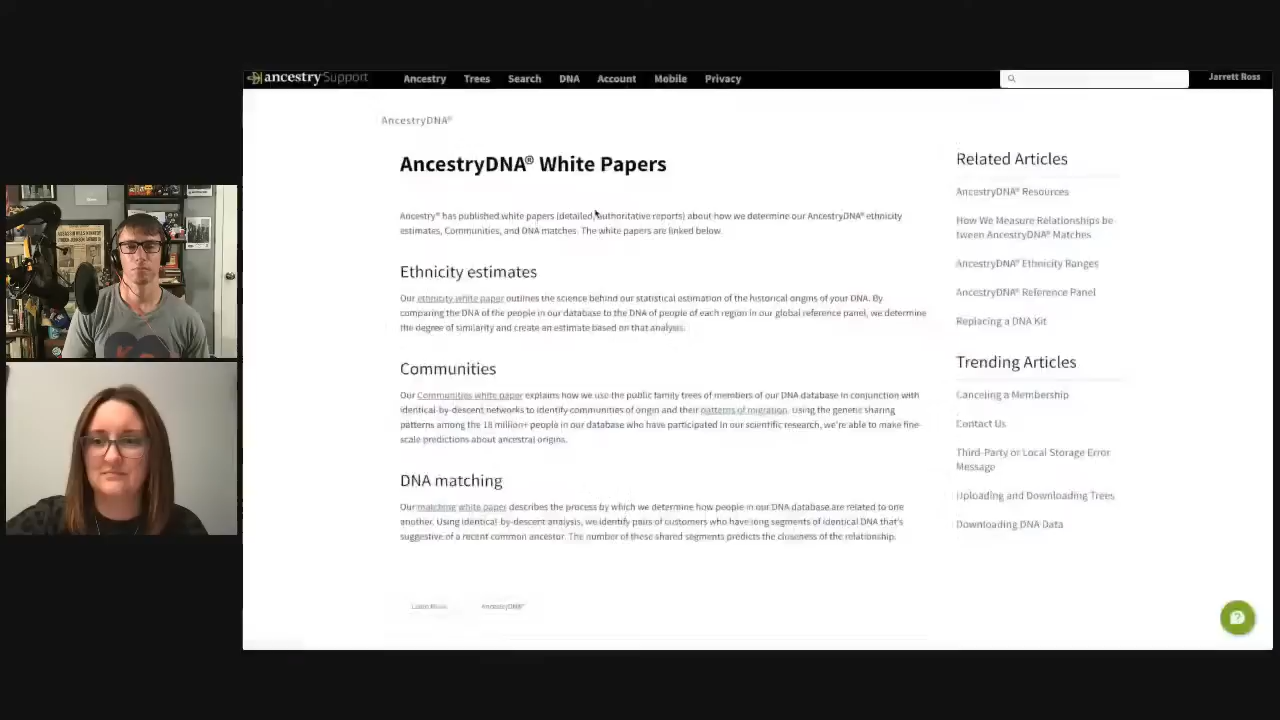 ancestrySupport
Ancestry Trees Search DNA Account Mobile Privacy
Jarrett Ross
AncestryDNA®
AncestryDNA® White Papers
Ancestry® has published white papers (detailed, authoritative reports) about how we determine our AncestryDNA® ethnicity
estimates, Communities, and DNA matches. The white papers are linked below.
Ethnicity estimates
Our ethnicity white paper outlines the science behind our statistical estimation of the historical origins of your DNA. By
comparing the DNA of the people in our database to the DNA of people of each region in our global reference panel, we determine
the degree of similarity and create an estimate based on that analysis.
Communities
Our Communities white paper explains how we use the public family trees of members of our DNA database in conjunction with
identical-by-descent networks to identify communities of origin and their patterns of migration. Using the genetic sharing
patterns among the 18 million+ people in our database who have participated in our scientific research, we're able to make fine-
scale predictions about ancestral origins.
DNA matching
Our matching white paper describes the process by which we determine how people in our DNA database are related to one
another. Using identical-by-descent analysis, we identify pairs of customers who have long segments of identical DNA that's
suggestive of a recent common ancestor. The number of these shared segments predicts the closeness of the relationship.
Learn More AncestryDNA®
Related Articles
AncestryDNA® Resources
How We Measure Relationships be
tween AncestryDNA® Matches
AncestryDNA® Ethnicity Ranges
AncestryDNA® Reference Panel
Replacing a DNA Kit
Trending Articles
Canceling a Membership
Contact Us
Third-Party or Local Storage Error
Message
Uploading and Downloading Trees
Downloading DNA Data